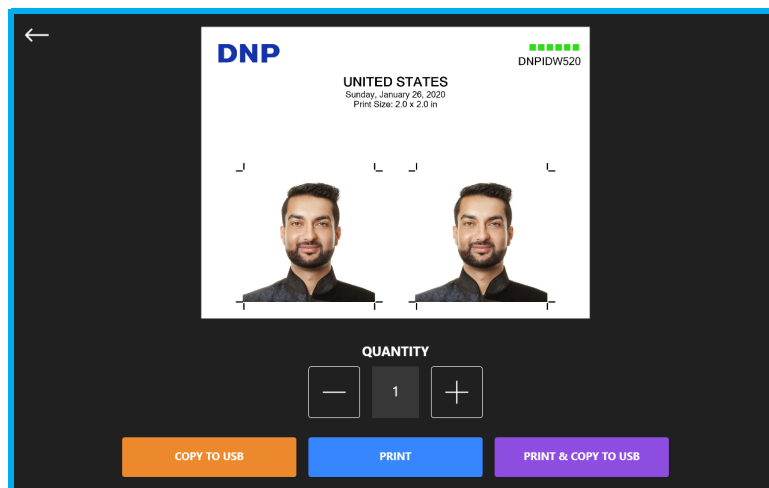 DNP
DNPIDW520
UNITED STATES
Sunday, January 26, 2020
Print Size: 2.0 x 2.0 in
QUANTITY
1
COPY TO USB
PRINT
PRINT & COPY TO USB